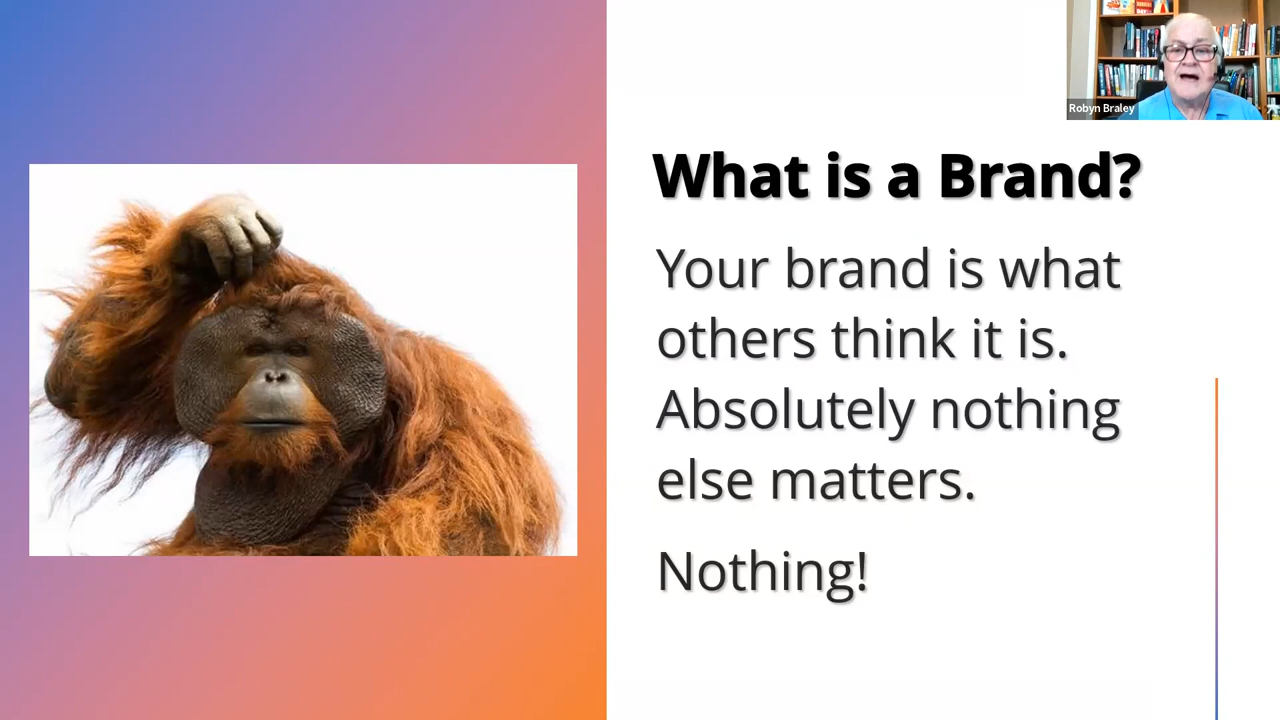 Robyn Braley
What is a Brand?
Your brand is what
others think it is.
Absolutely nothing
else matters.
Nothing!